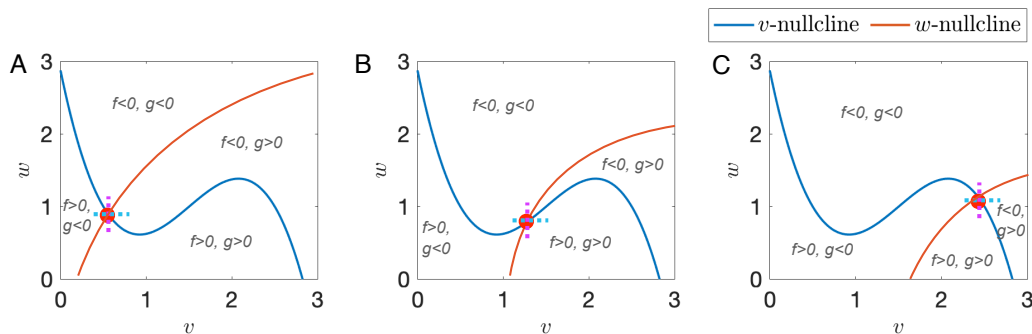 v-nullcline w-nullcline
A
3
2
1
0
w
f<0, g<0
f<0, g>0
f>0,
g<0
f>0, g>0
0 1 2 3
v
B
3
2
1
0
w
f<0, g<0
f<0, g>0
f>0,
g<0
f>0, g>0
0 1 2 3
v
C
3
2
1
0
w
f<0, g<0
f<0,
g>0
f>0, g<0
f>0, g>0
0 1 2 3
v